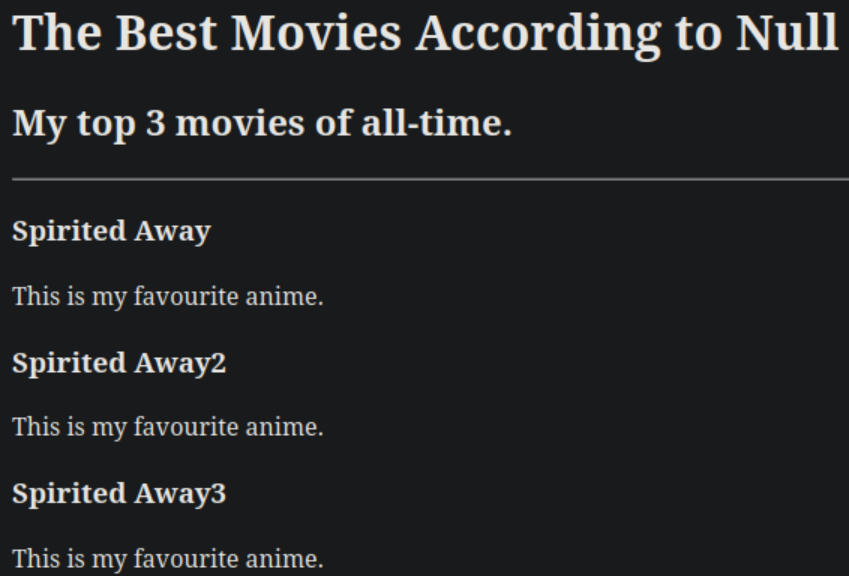 The Best Movies According to Null
My top 3 movies of all-time.
Spirited Away
This is my favourite anime.
Spirited Away2
This is my favourite anime.
Spirited Away3
This is my favourite anime.